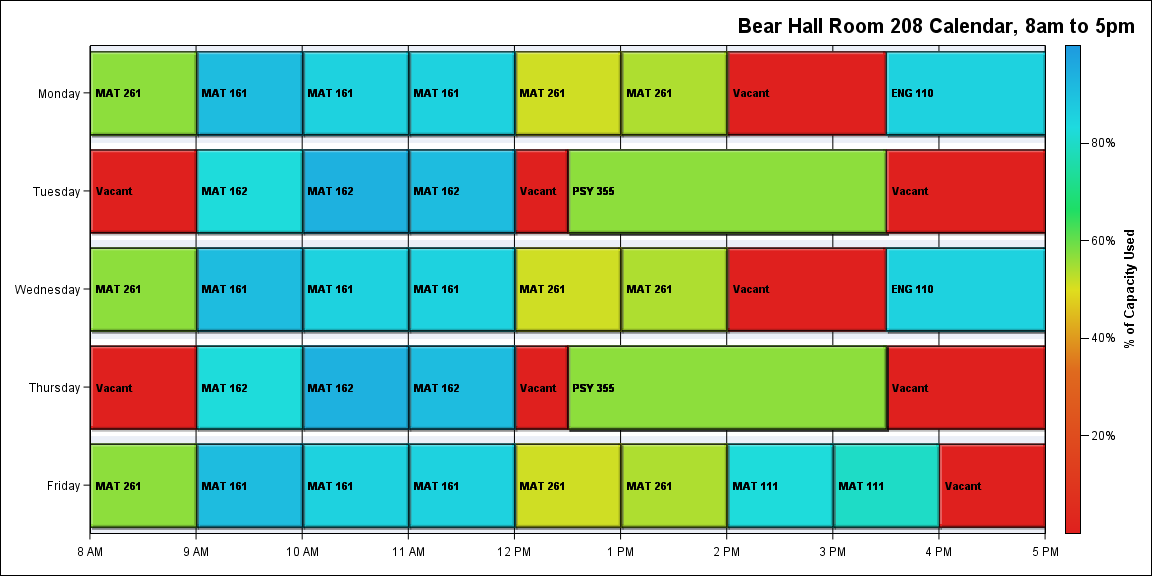 Bear Hall Room 208 Calendar, 8am to 5pm
Monday
MAT 261
MAT 161
MAT 161
MAT 161
MAT 261
MAT 261
Vacant
ENG 110
Tuesday
Vacant
MAT 162
MAT 162
MAT 162
Vacant
PSY 355
Vacant
Wednesday
MAT 261
MAT 161
MAT 161
MAT 161
MAT 261
MAT 261
Vacant
ENG 110
Thursday
Vacant
MAT 162
MAT 162
MAT 162
Vacant
PSY 355
Vacant
Friday
MAT 261
MAT 161
MAT 161
MAT 161
MAT 261
MAT 261
MAT 111
MAT 111
Vacant
8 AM
9 AM
10 AM
11 AM
12 PM
1 PM
2 PM
3 PM
4 PM
5 PM
80%
60%
40%
20%
% of Capacity Used